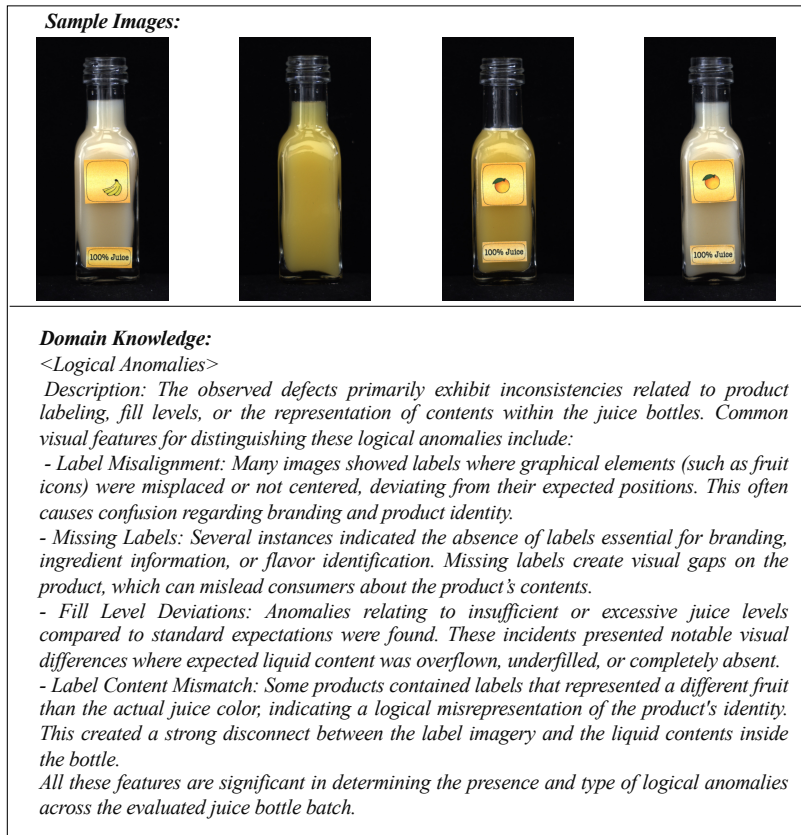 Sample Images:
100% Juice
100% Juice
100% Juice
Domain Knowledge:
<Logical Anomalies>
Description: The observed defects primarily exhibit inconsistencies related to product
labeling, fill levels, or the representation of contents within the juice bottles. Common
visual features for distinguishing these logical anomalies include:
- Label Misalignment: Many images showed labels where graphical elements (such as fruit
icons) were misplaced or not centered, deviating from their expected positions. This often
causes confusion regarding branding and product identity.
- Missing Labels: Several instances indicated the absence of labels essential for branding,
ingredient information, or flavor identification. Missing labels create visual gaps on the
product, which can mislead consumers about the product's contents.
- Fill Level Deviations: Anomalies relating to insufficient or excessive juice levels
compared to standard expectations were found. These incidents presented notable visual
differences where expected liquid content was overflown, underfilled, or completely absent.
- Label Content Mismatch: Some products contained labels that represented a different fruit
than the actual juice color, indicating a logical misrepresentation of the product's identity.
This created a strong disconnect between the label imagery and the liquid contents inside
the bottle.
All these features are significant in determining the presence and type of logical anomalies
across the evaluated juice bottle batch.